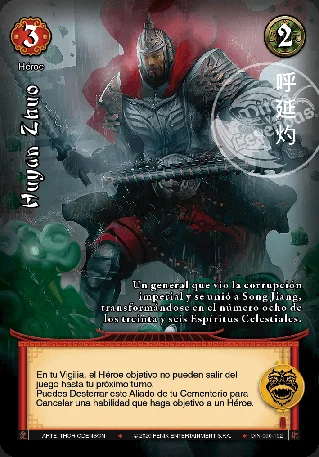 3
2
Héroe
呼延灼
Huyan Zhuo
Un general que vio la corrupción
imperial y se unió a Song Jiang,
transformándose en el número ocho de
los treinta y seis Espíritus Celestiales.
En tu Vigilia, el Héroe objetivo no pueden salir del
juego hasta tu próximo turno.
Puedes Desterrar este Aliado de tu Cementerio para
Cancelar una habilidad que haga objetivo a un Héroe.